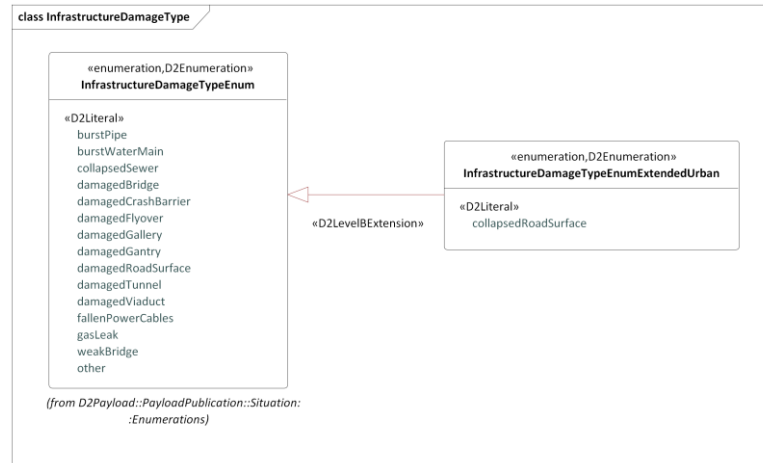 class InfrastructureDamageType
«enumeration,D2Enumeration»
InfrastructureDamageTypeEnum
«D2Literal»
burstPipe
burstWaterMain
collapsedSewer
damagedBridge
damagedCrashBarrier
damagedFlyover
damagedGallery
damagedGantry
damagedRoadSurface
damagedTunnel
damagedViaduct
fallenPowerCables
gasLeak
weakBridge
other
(from D2Payload::PayloadPublication::Situation:
:Enumerations)
«D2LevelBExtension»
«enumeration,D2Enumeration»
InfrastructureDamageTypeEnumExtendedUrban
«D2Literal»
collapsedRoadSurface